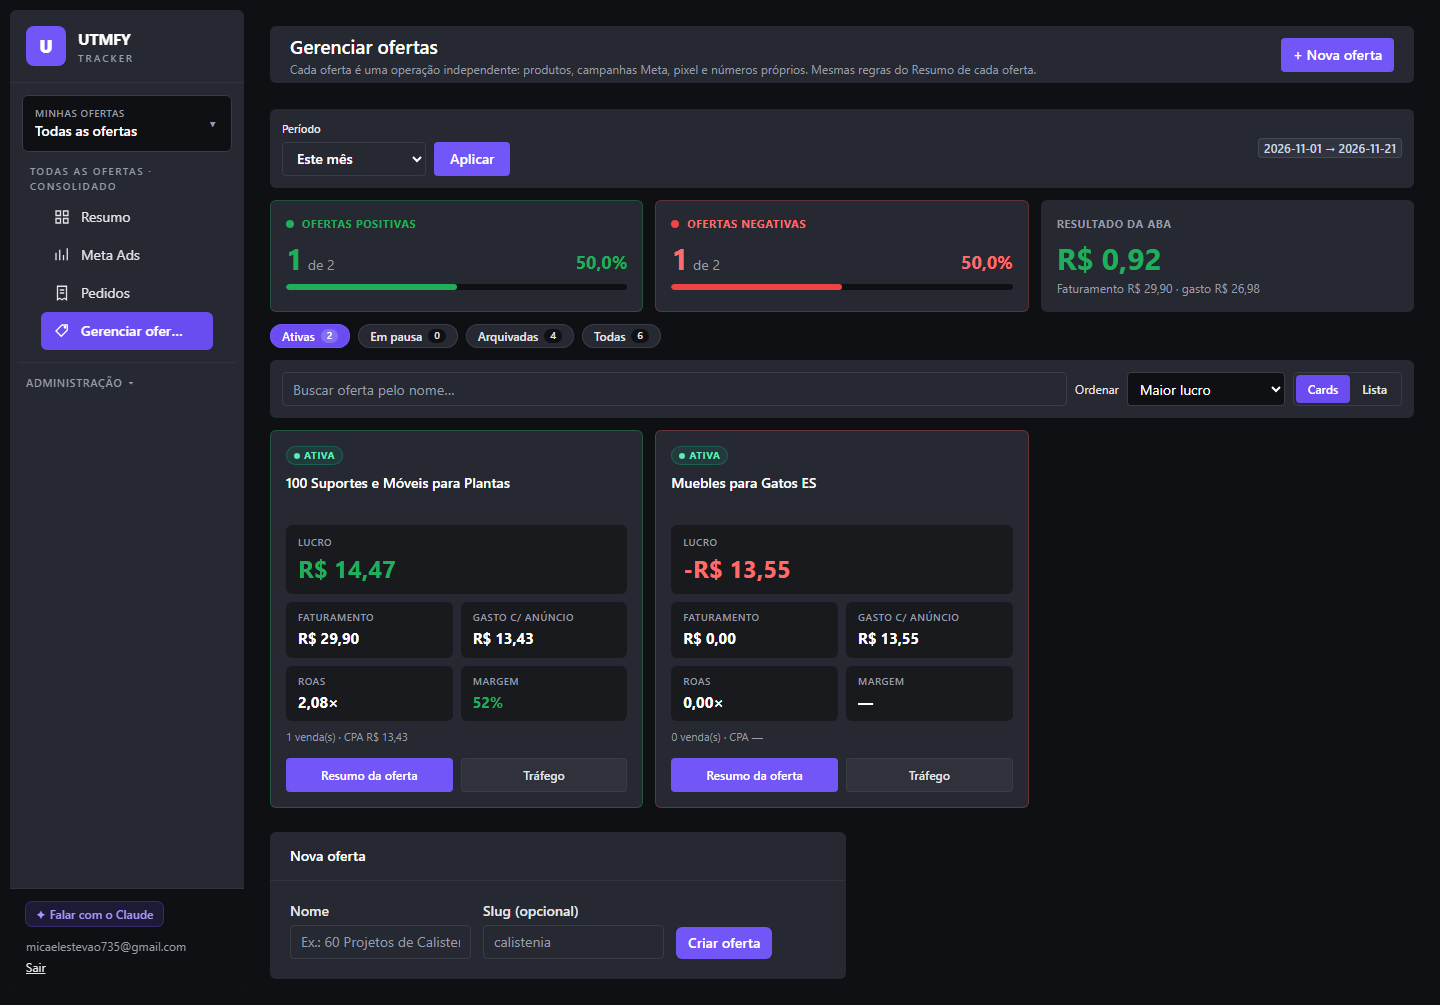 U
UTMFY
TRACKER
MINHAS OFERTAS
Todas as ofertas
TODAS AS OFERTAS ·
CONSOLIDADO
Resumo
Meta Ads
Pedidos
Gerenciar ofer...
ADMINISTRAÇÃO
✦ Falar com o Claude
micaelestevao735@gmail.com
Sair
Gerenciar ofertas
Cada oferta é uma operação independente: produtos, campanhas Meta, pixel e números próprios. Mesmas regras do Resumo de cada oferta.
+ Nova oferta
Período
Este mês
Aplicar
2026-11-01 → 2026-11-21
OFERTAS POSITIVAS
1 de 2
50,0%
OFERTAS NEGATIVAS
1 de 2
50,0%
RESULTADO DA ABA
R$ 0,92
Faturamento R$ 29,90 · gasto R$ 26,98
Ativas 2
Em pausa 0
Arquivadas 4
Todas 6
Buscar oferta pelo nome...
Ordenar
Maior lucro
Cards
Lista
ATIVA
100 Suportes e Móveis para Plantas
LUCRO
R$ 14,47
FATURAMENTO
R$ 29,90
GASTO C/ ANÚNCIO
R$ 13,43
ROAS
2,08×
MARGEM
52%
1 venda(s) · CPA R$ 13,43
Resumo da oferta
Tráfego
ATIVA
Muebles para Gatos ES
LUCRO
-R$ 13,55
FATURAMENTO
R$ 0,00
GASTO C/ ANÚNCIO
R$ 13,55
ROAS
0,00×
MARGEM
—
0 venda(s) · CPA —
Resumo da oferta
Tráfego
Nova oferta
Nome
Ex.: 60 Projetos de Calister
Slug (opcional)
calistenia
Criar oferta